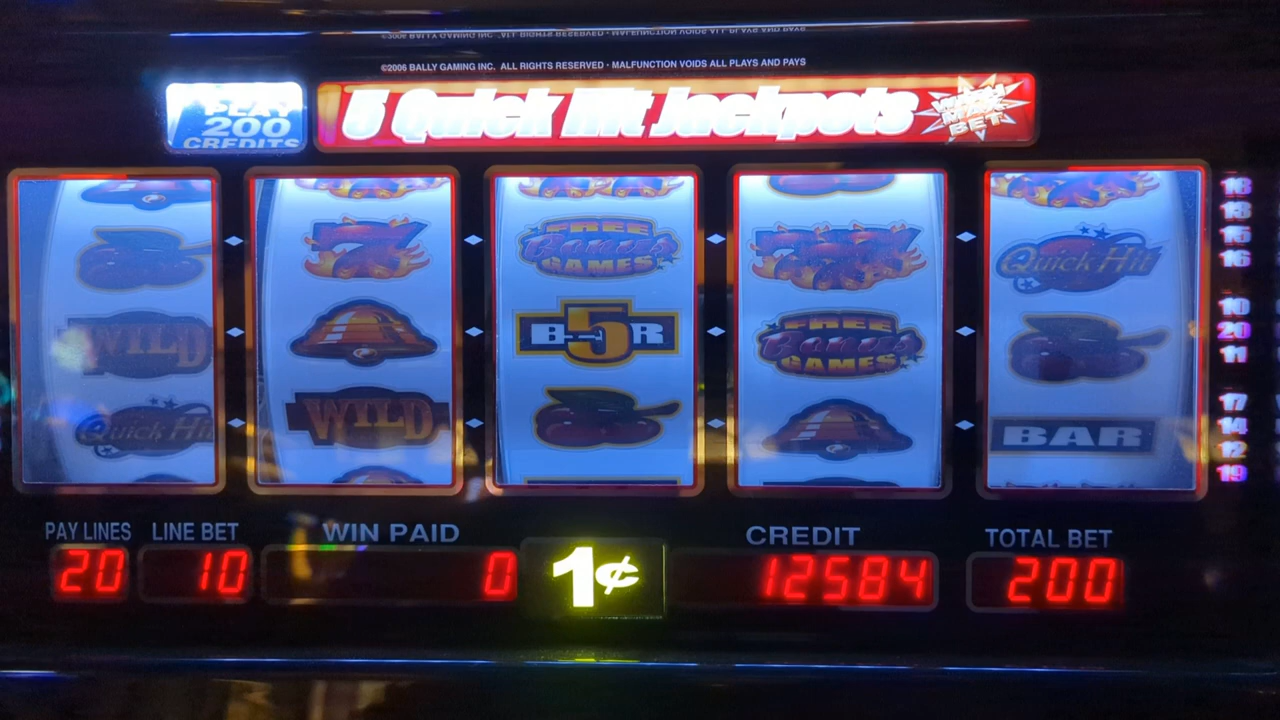 ©2006 BALLY GAMING INC. ALL RIGHTS RESERVED • MALFUNCTION VOIDS ALL PLAYS AND PAYS
PLAY
200
CREDITS
5 Quick Hit Jackpots
WITH
MAX
BET
WILD
Quick Hit
7
WILD
FREE
Bonus
GAMES
B5R
777
FREE
Bonus
GAMES
Quick Hit
BAR
18
13
15
16
10
20
11
17
14
12
19
PAY LINES
20
LINE BET
10
WIN PAID
0
1¢
CREDIT
12584
TOTAL BET
200